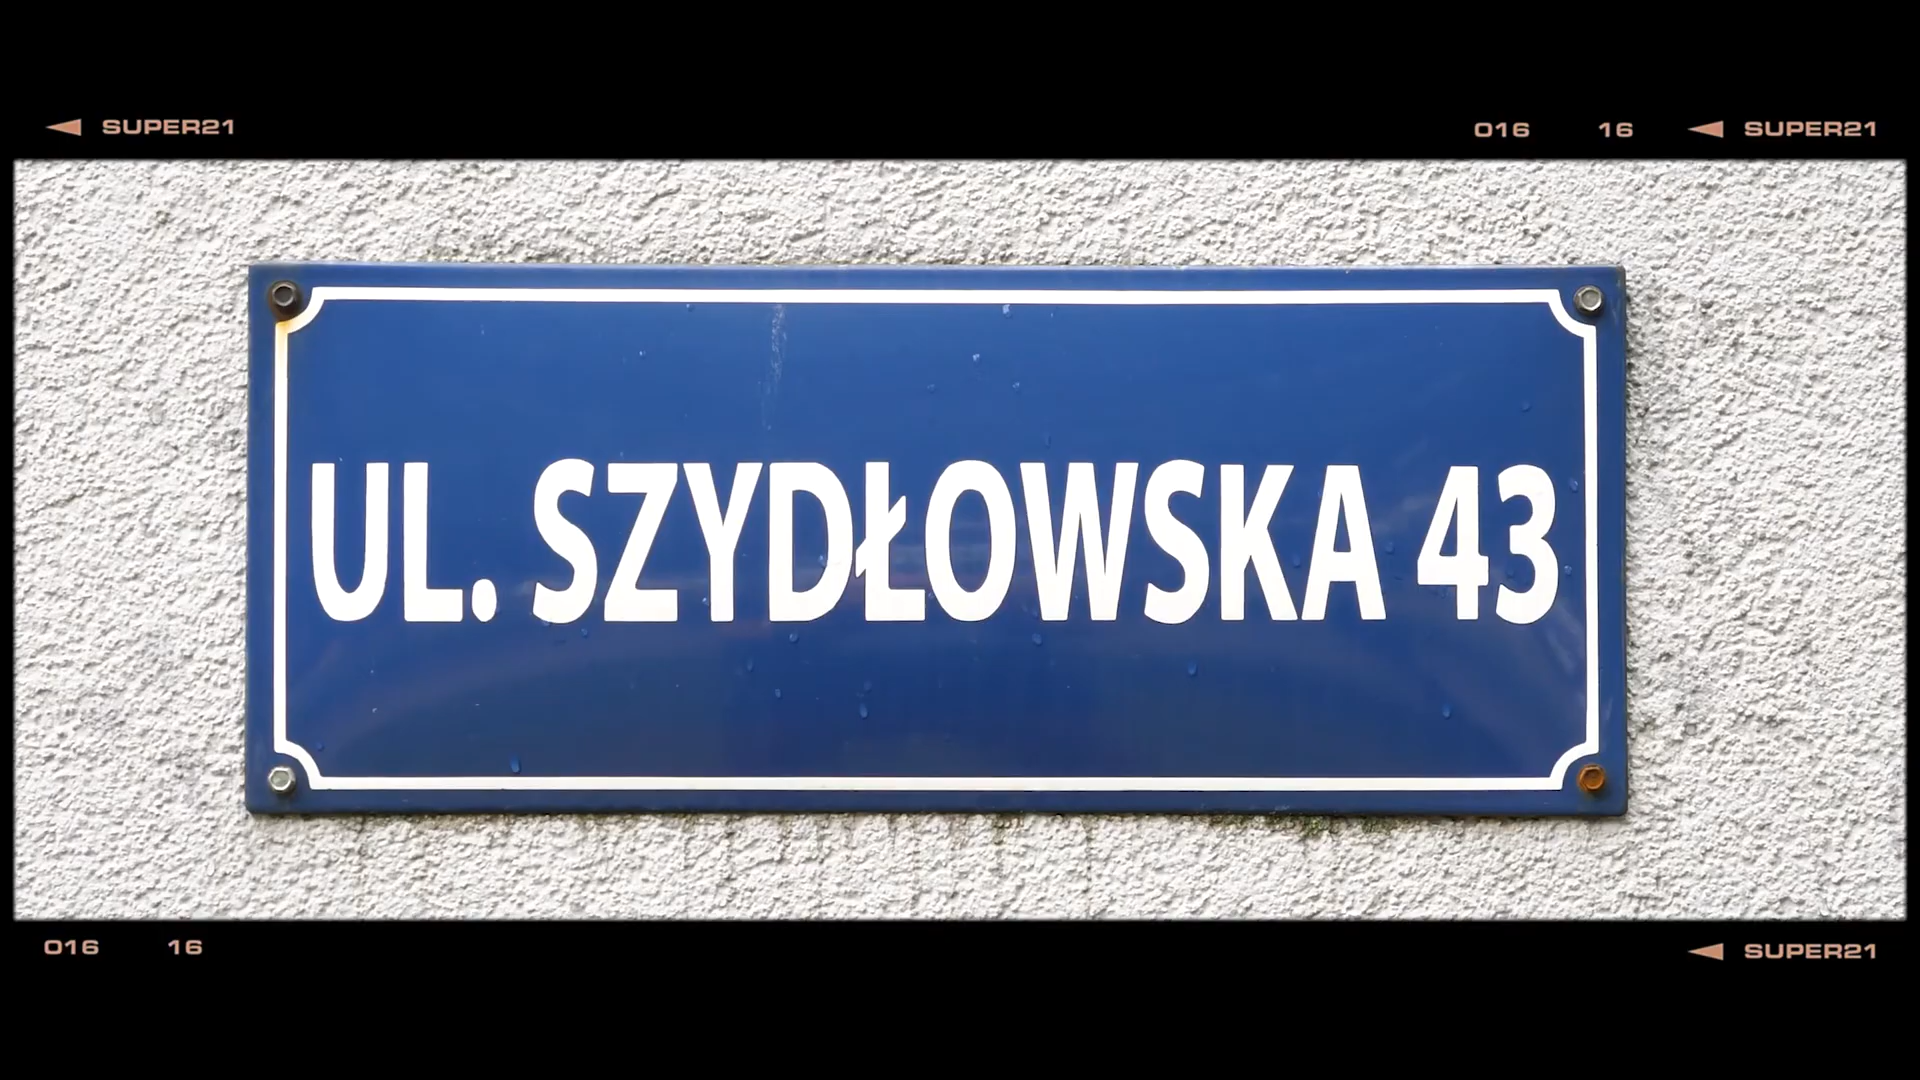 SUPER21
016 16 SUPER21
UL. SZYDŁOWSKA 43
016 16
SUPER21